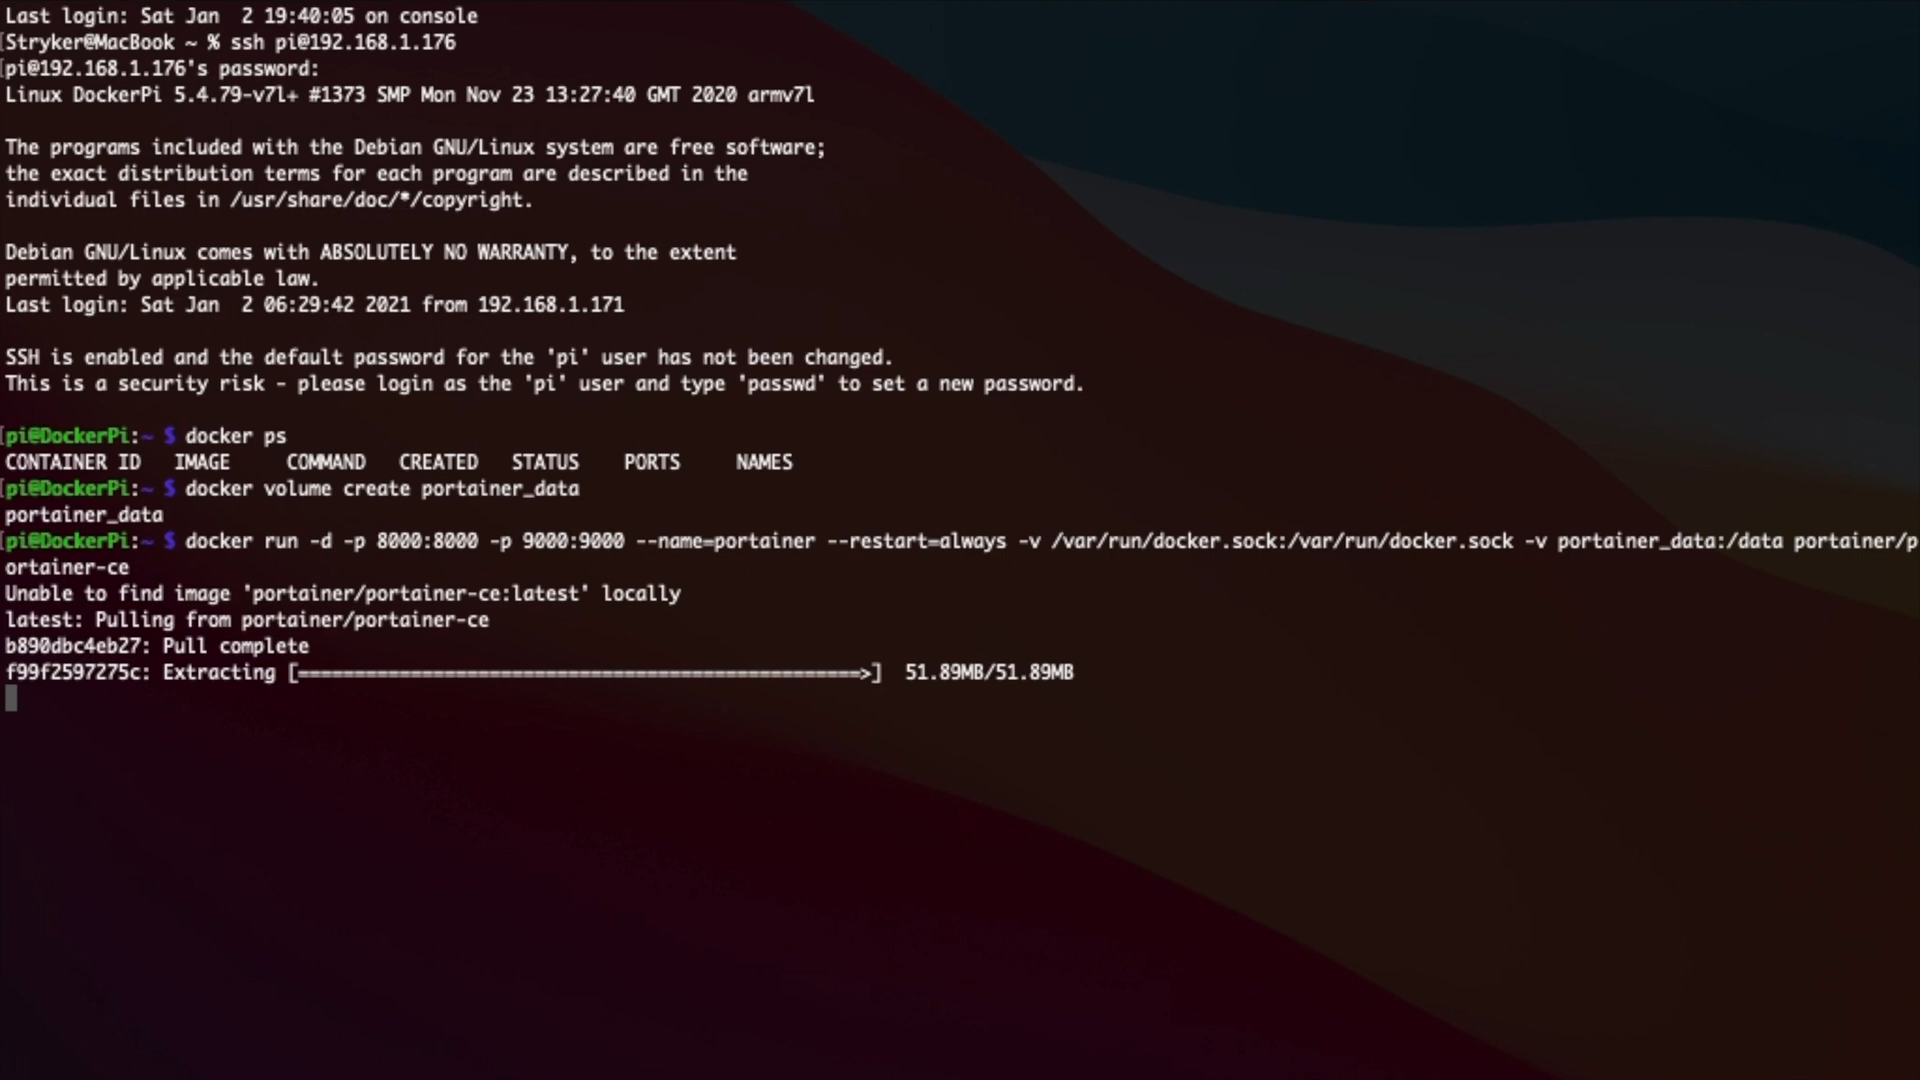 Last login: Sat Jan  2 19:40:05 on console
[Stryker@MacBook ~ % ssh pi@192.168.1.176
[pi@192.168.1.176's password:
Linux DockerPi 5.4.79-v7l+ #1373 SMP Mon Nov 23 13:27:40 GMT 2020 armv7l
The programs included with the Debian GNU/Linux system are free software;
the exact distribution terms for each program are described in the
individual files in /usr/share/doc/*/copyright.
Debian GNU/Linux comes with ABSOLUTELY NO WARRANTY, to the extent
permitted by applicable law.
Last login: Sat Jan  2 06:29:42 2021 from 192.168.1.171
SSH is enabled and the default password for the 'pi' user has not been changed.
This is a security risk - please login as the 'pi' user and type 'passwd' to set a new password.
[pi@DockerPi:~ $ docker ps
CONTAINER ID   IMAGE     COMMAND   CREATED   STATUS    PORTS     NAMES
[pi@DockerPi:~ $ docker volume create portainer_data
portainer_data
[pi@DockerPi:~ $ docker run -d -p 8000:8000 -p 9000:9000 --name=portainer --restart=always -v /var/run/docker.sock:/var/run/docker.sock -v portainer_data:/data portainer/p
ortainer-ce
Unable to find image 'portainer/portainer-ce:latest' locally
latest: Pulling from portainer/portainer-ce
b890dbc4eb27: Pull complete
f99f2597275c: Extracting [==================================================>]  51.89MB/51.89MB